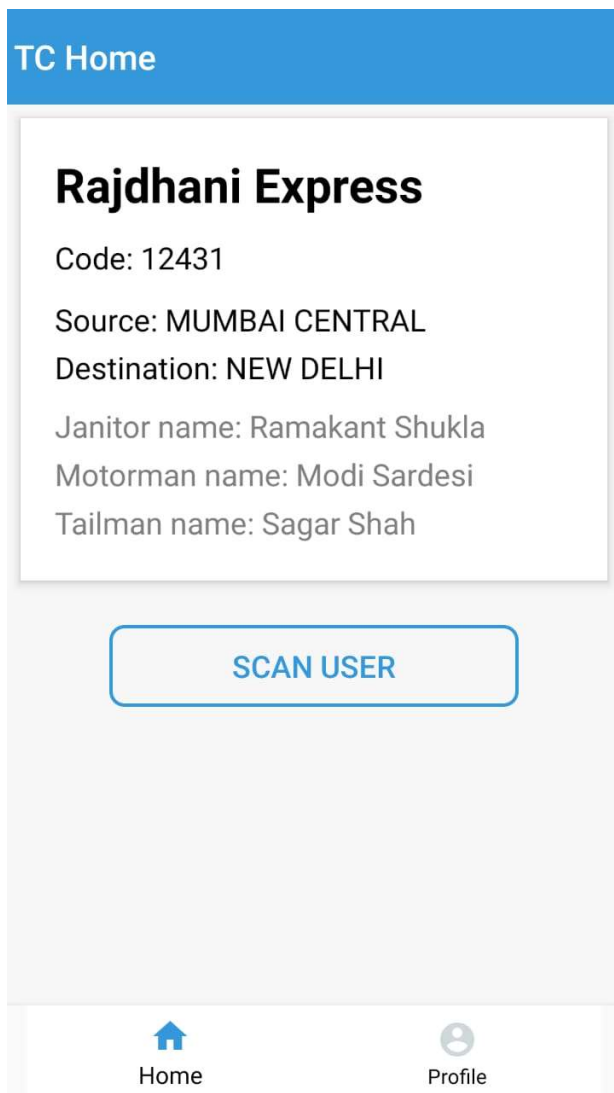 TC Home
Rajdhani Express
Code: 12431
Source: MUMBAI CENTRAL
Destination: NEW DELHI
Janitor name: Ramakant Shukla
Motorman name: Modi Sardesi
Tailman name: Sagar Shah
SCAN USER
Home
Profile